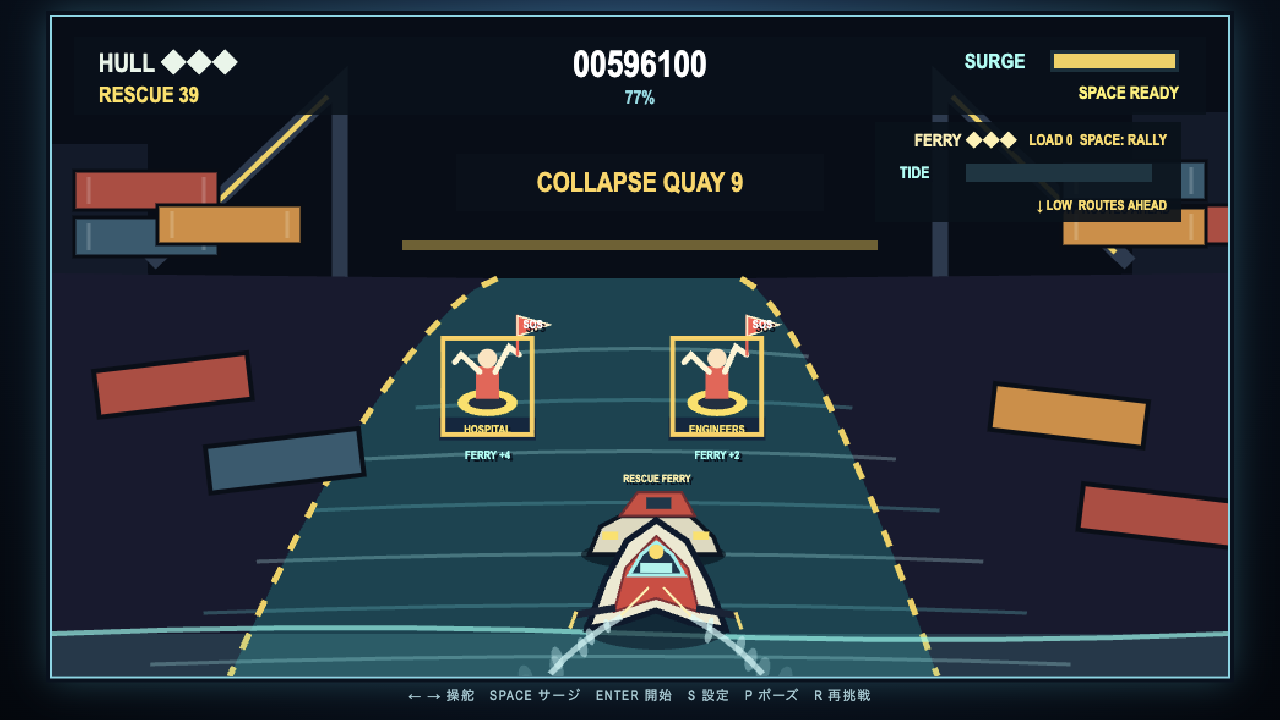 HULL
RESCUE 39
00596100
77%
SURGE
SPACE READY
FERRY LOAD 0 SPACE: RALLY
TIDE
↓ LOW ROUTES AHEAD
COLLAPSE QUAY 9
SOS
SOS
HOSPITAL
ENGINEERS
FERRY +4
FERRY +2
RESCUE FERRY
← → 操舵 SPACE サージ ENTER 開始 S 設定 P ポーズ R 再挑戦